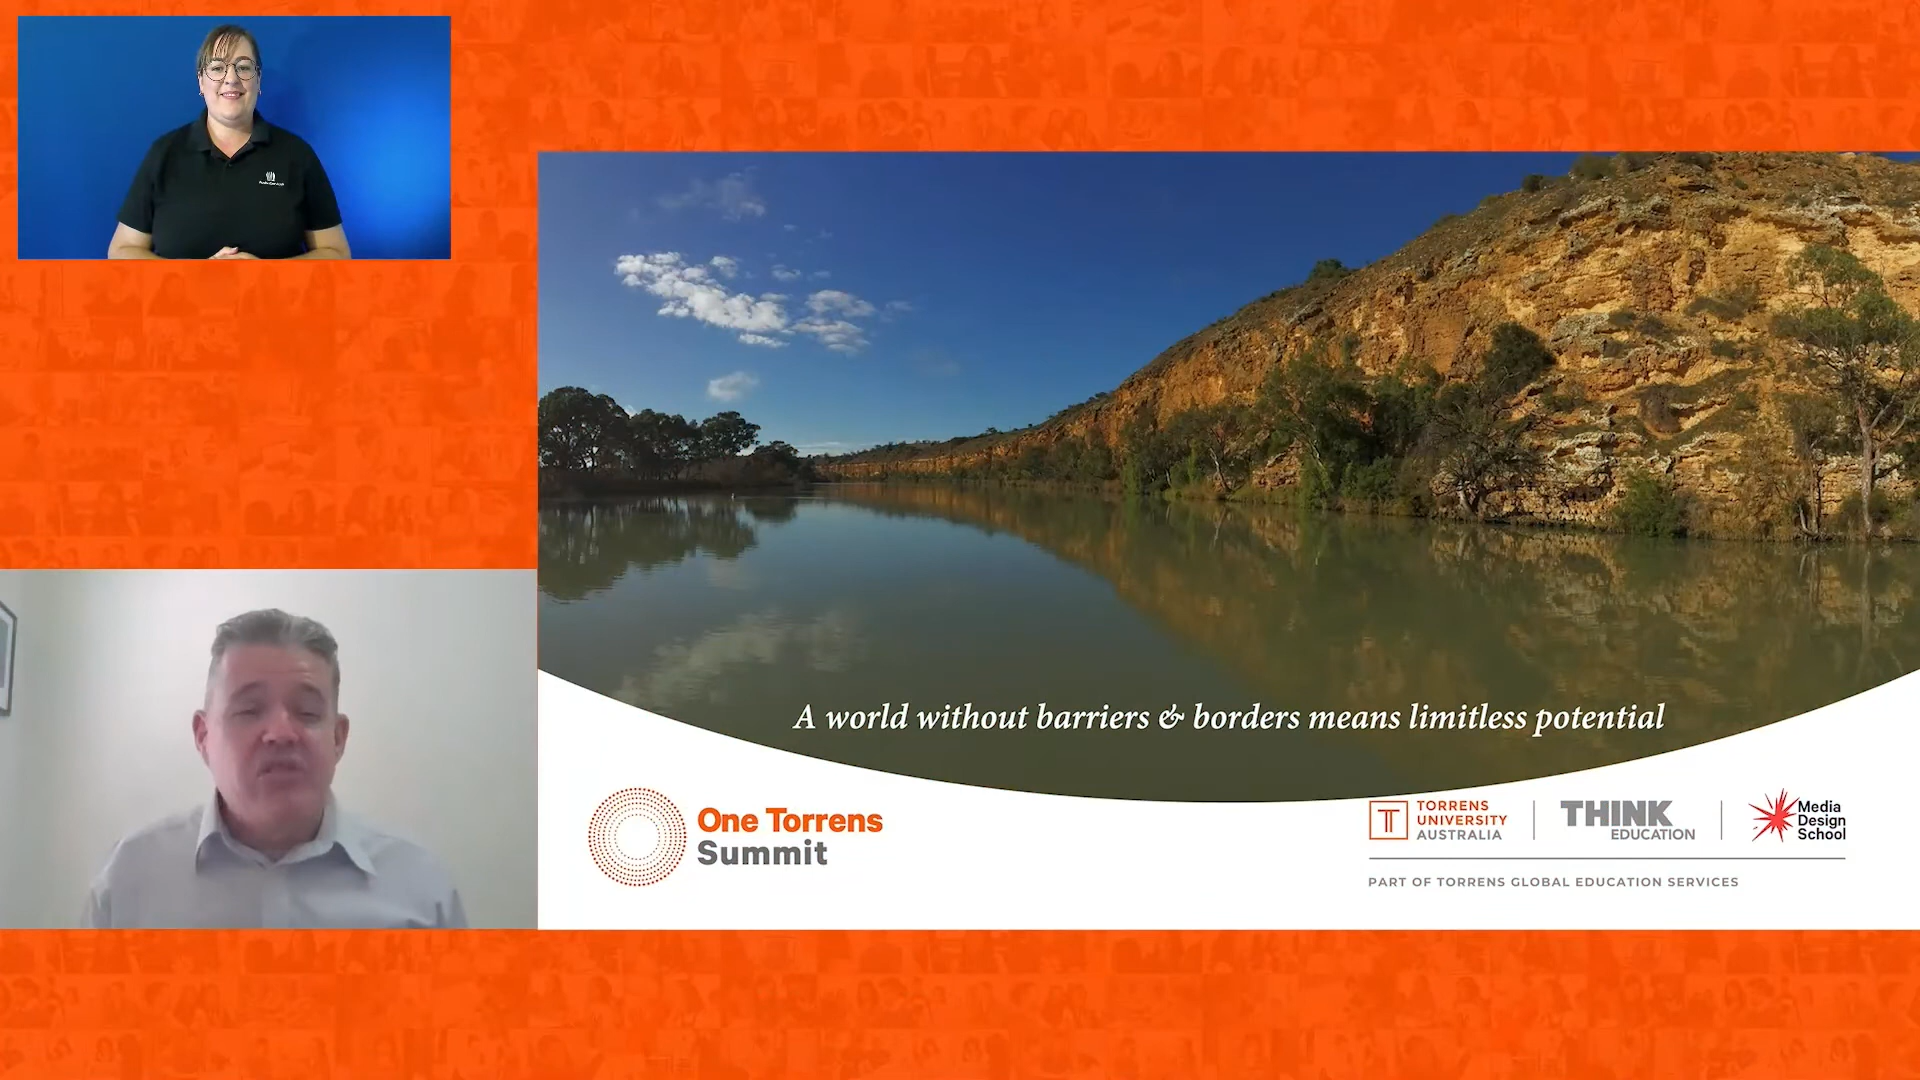 A world without barriers & borders means limitless potential
One Torrens
Summit
TORRENS
UNIVERSITY
AUSTRALIA
THINK
EDUCATION
Media
Design
School
PART OF TORRENS GLOBAL EDUCATION SERVICES